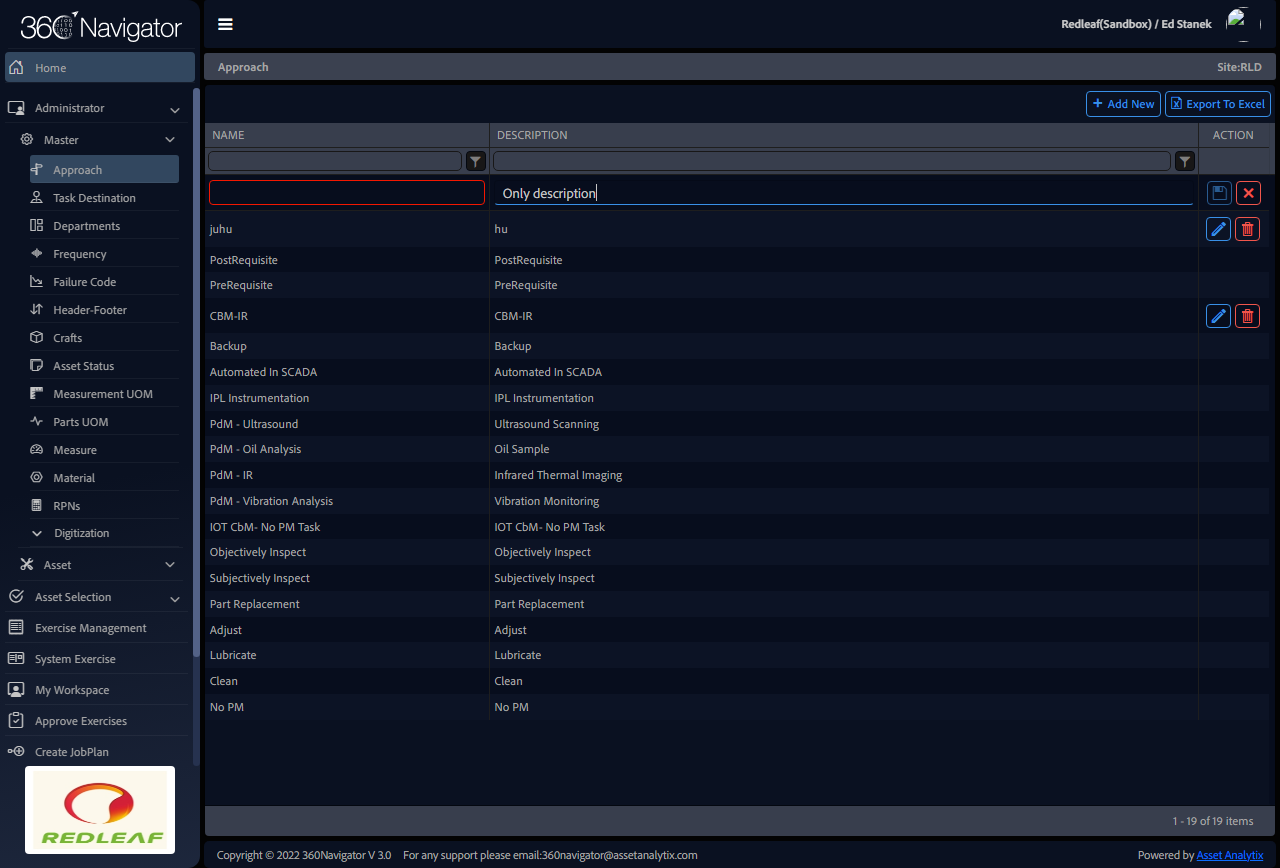 360 Navigator
Redleaf(Sandbox) / Ed Stanek
Home
Approach
Site:RLD
Administrator
Master
Approach
Task Destination
Departments
Frequency
Failure Code
Header-Footer
Crafts
Asset Status
Measurement UOM
Parts UOM
Measure
Material
RPNs
Digitization
Asset
Asset Selection
Exercise Management
System Exercise
My Workspace
Approve Exercises
Create JobPlan
REDLEAF
+ Add New
Export To Excel
NAME DESCRIPTION ACTION
Only description
juhu hu
PostRequisite PostRequisite
PreRequisite PreRequisite
CBM-IR CBM-IR
Backup Backup
Automated In SCADA Automated In SCADA
IPL Instrumentation IPL Instrumentation
PdM - Ultrasound Ultrasound Scanning
PdM - Oil Analysis Oil Sample
PdM - IR Infrared Thermal Imaging
PdM - Vibration Analysis Vibration Monitoring
IOT CbM- No PM Task IOT CbM- No PM Task
Objectively Inspect Objectively Inspect
Subjectively Inspect Subjectively Inspect
Part Replacement Part Replacement
Adjust Adjust
Lubricate Lubricate
Clean Clean
No PM No PM
1 - 19 of 19 items
Copyright © 2022 360Navigator V 3.0 For any support please email:360navigator@assetanalytix.com
Powered by Asset Analytix